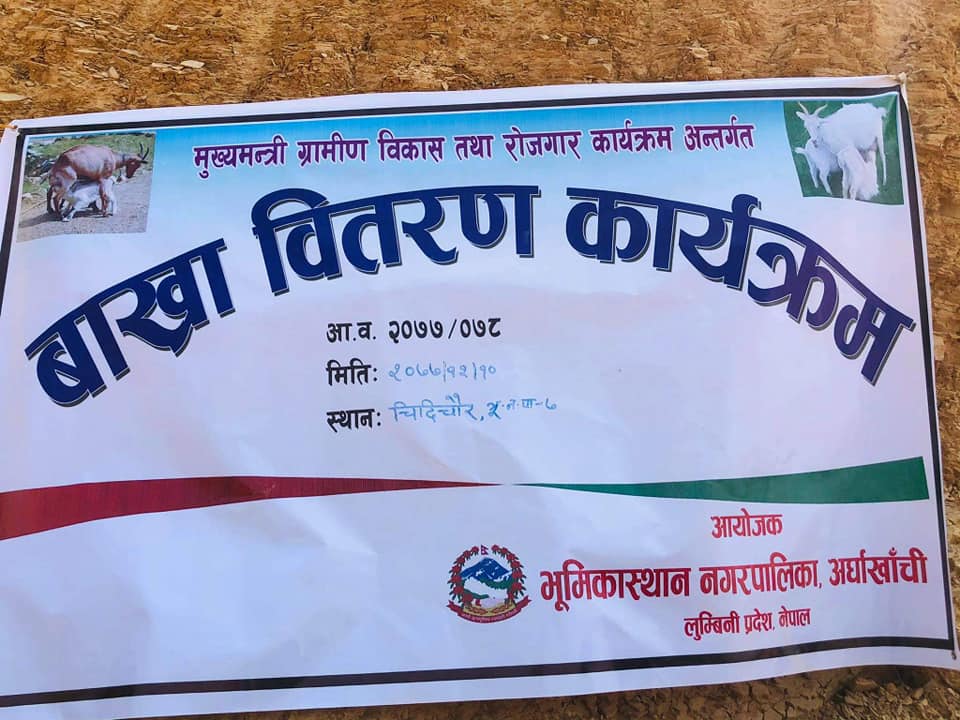 मुख्यमन्त्री ग्रामीण विकास तथा रोजगार कार्यक्रम अन्तर्गत
बाख्रा वितरण कार्यक्रम
आ.व. २०७७/०७८
मिति: २०७७/१२/१०
स्थान: चिदिचौर, भू.न.पा-७
आयोजक
भूमिकास्थान नगरपालिका, अर्घाखाँची
लुम्बिनी प्रदेश, नेपाल